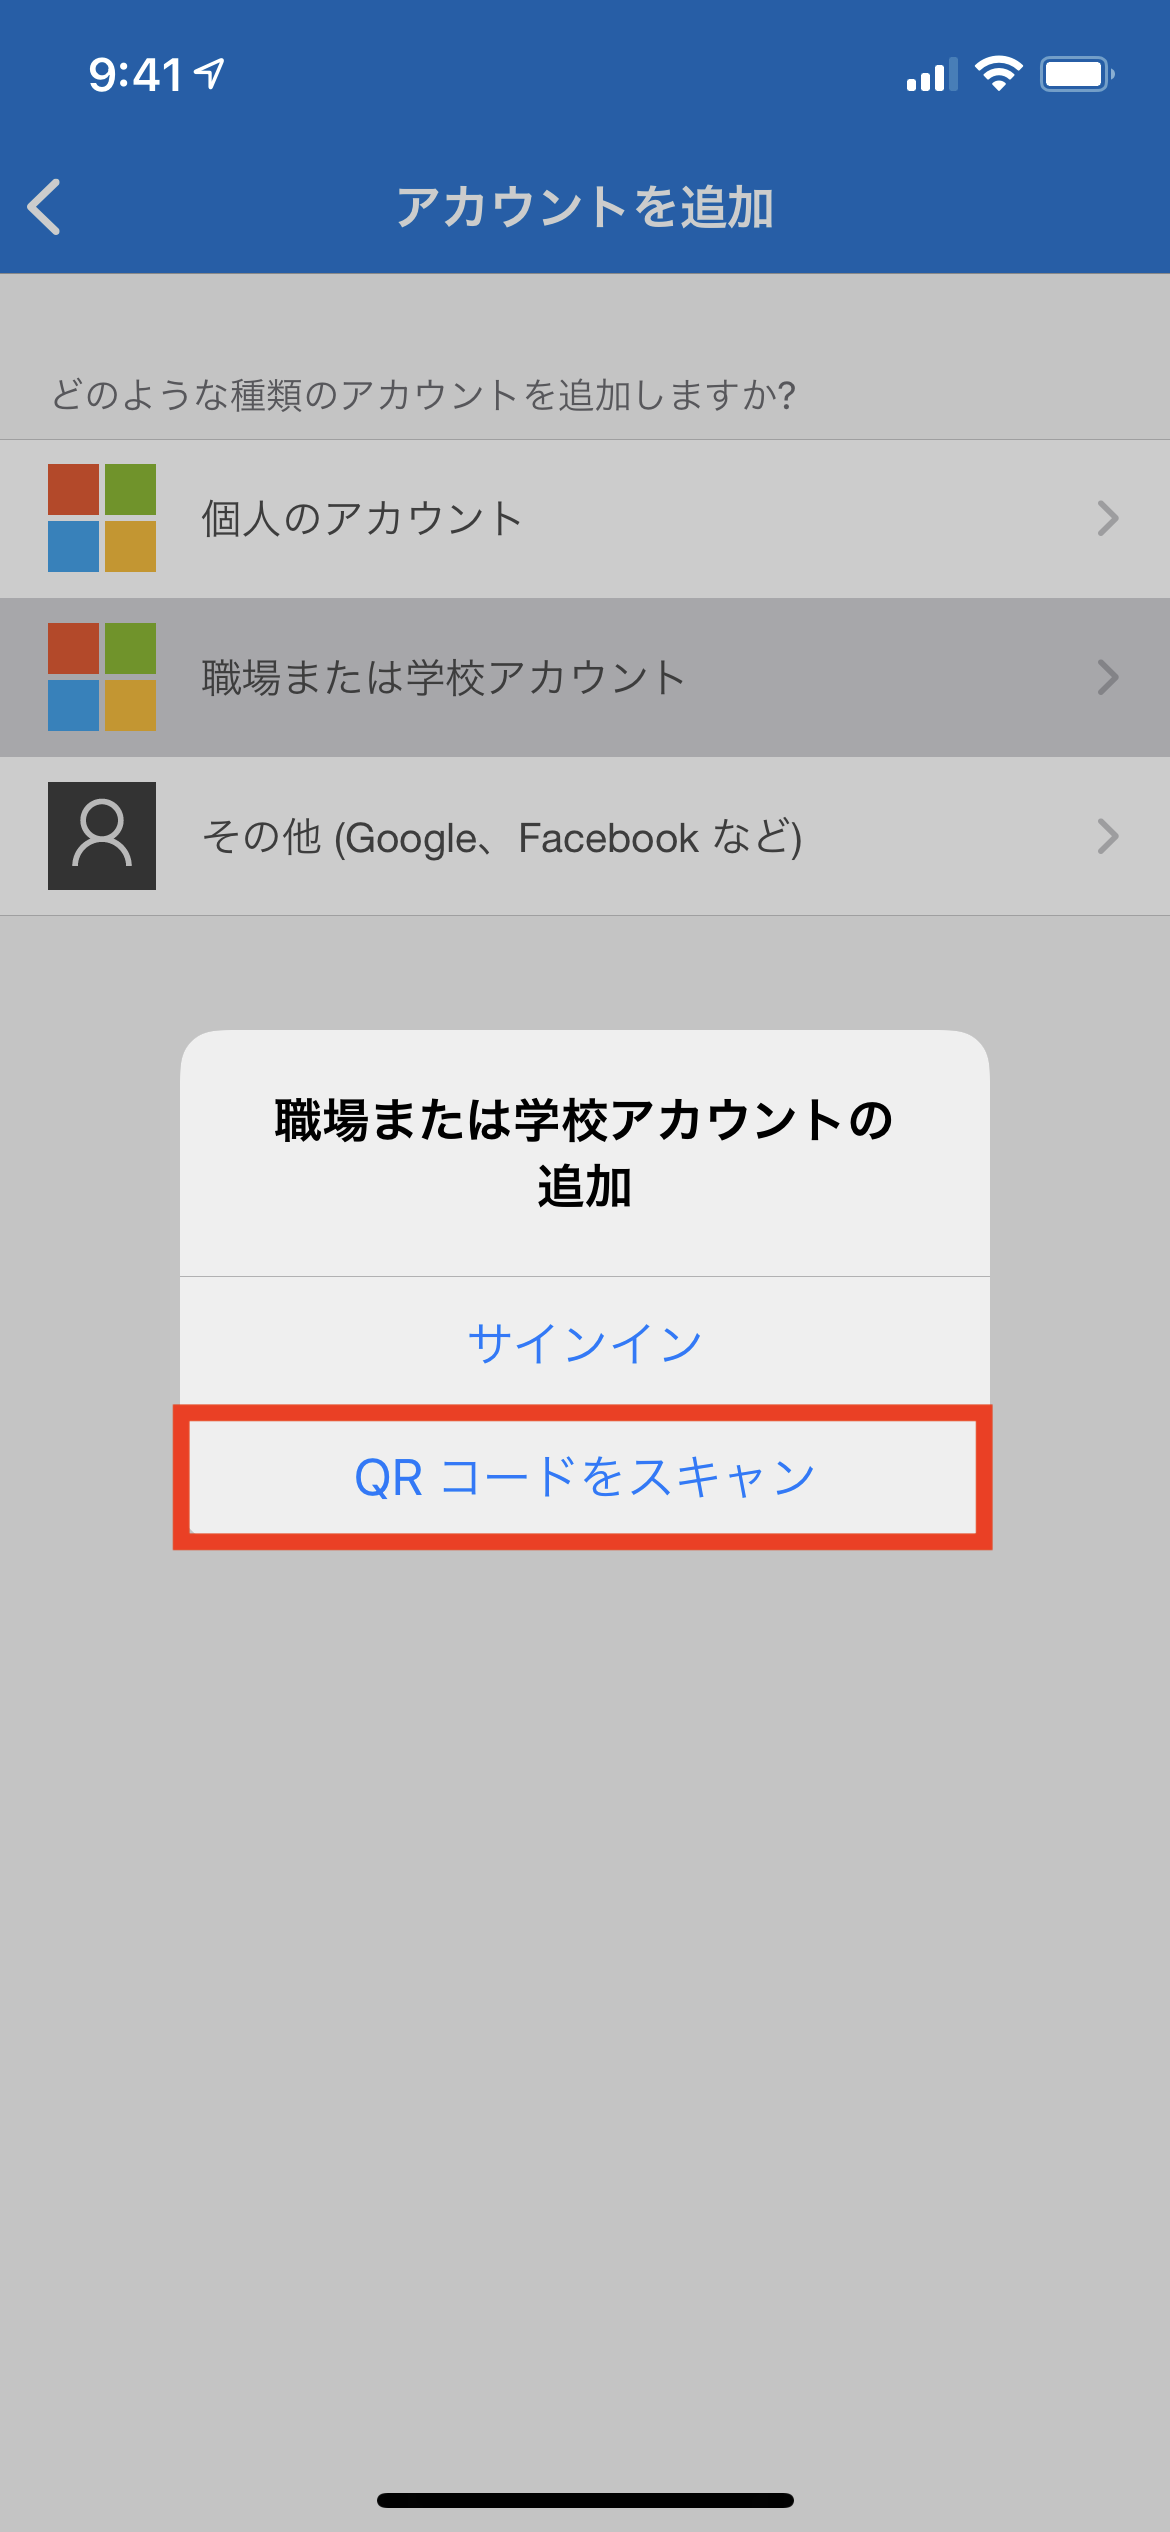 9:41
アカウントを追加
どのような種類のアカウントを追加しますか?
個人のアカウント
職場または学校アカウント
その他 (Google、Facebook など)
職場または学校アカウントの
追加
サインイン
QR コードをスキャン